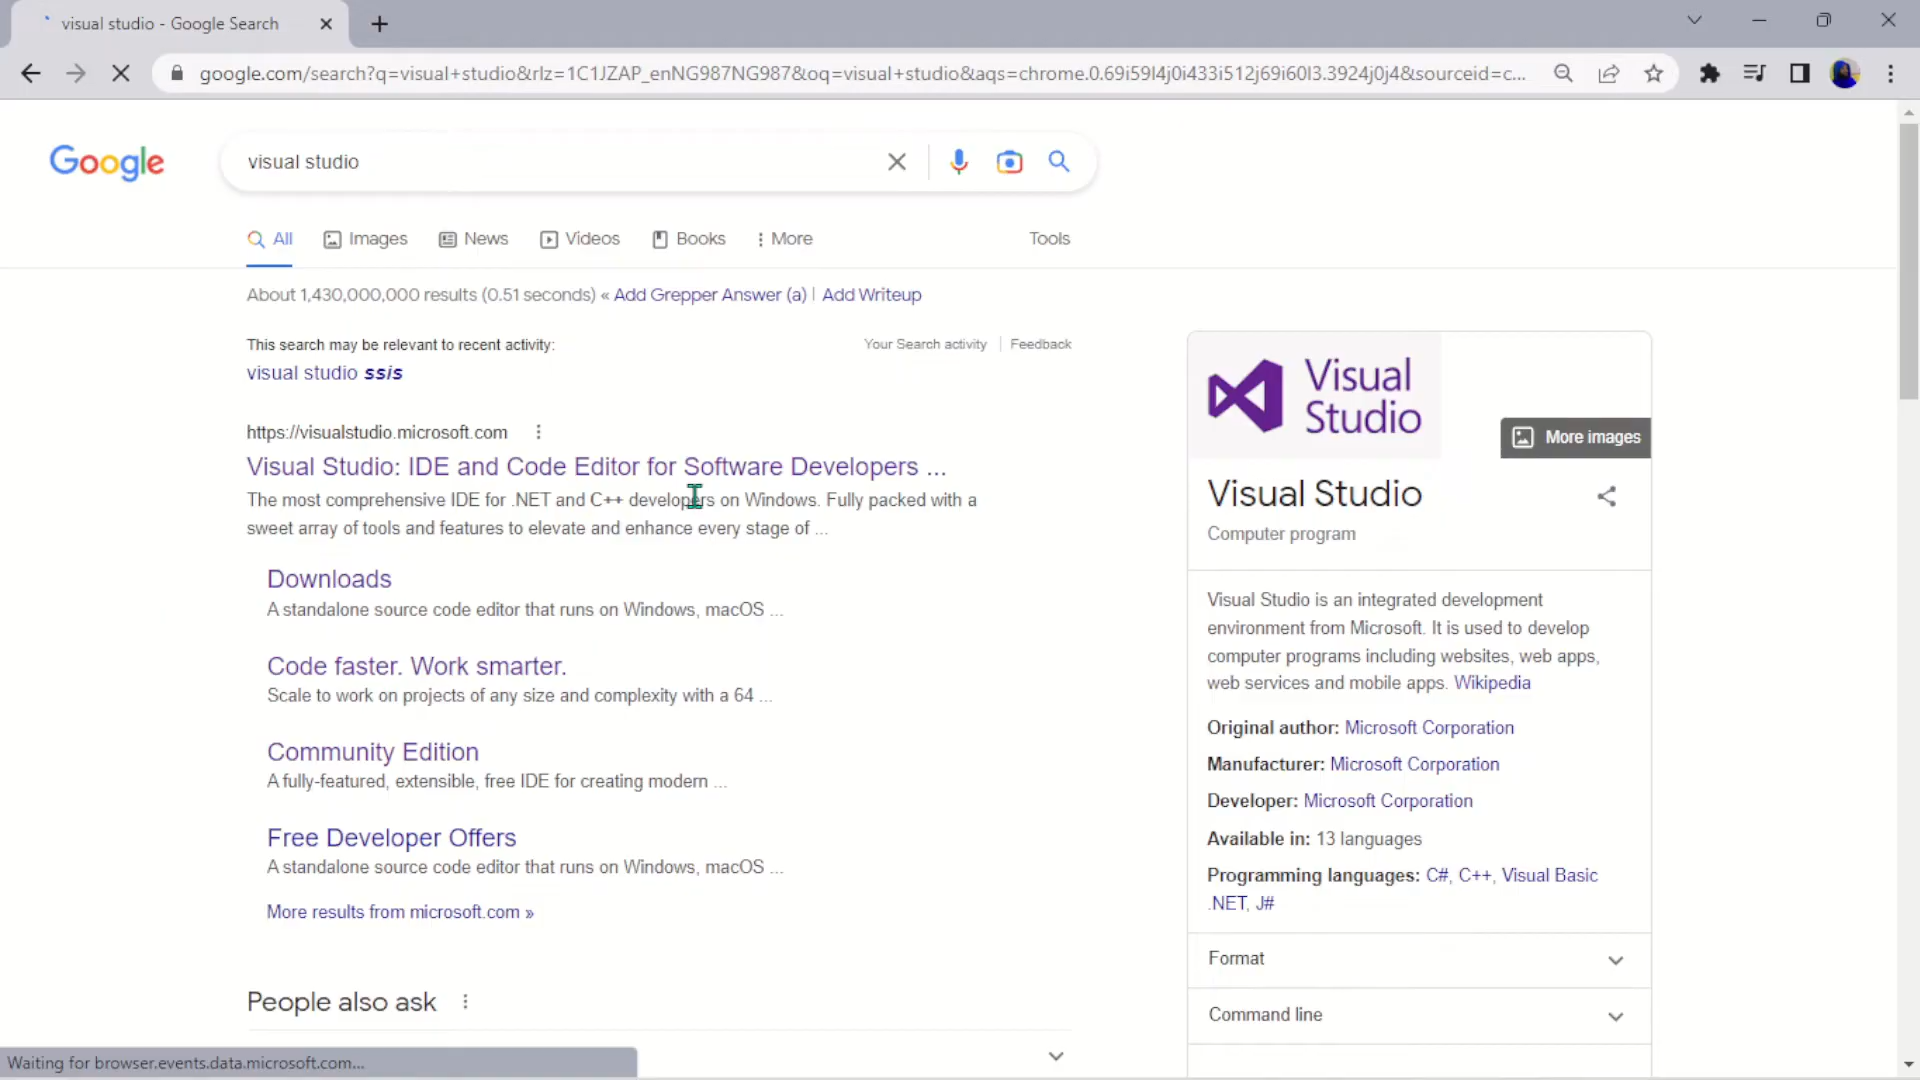 visual studio - Google Search
google.com/search?q=visual+studio&rlz=1C1JZAP_enNG987NG987&oq=visual+studio&aqs=chrome.0.69i59l4j0i433i512j69i60l3.3924j0j4&sourceid=c...
Google
visual studio
All
Images
News
Videos
Books
More
Tools
About 1,430,000,000 results (0.51 seconds) « Add Grepper Answer (a) | Add Writeup
This search may be relevant to recent activity:
Your Search activity | Feedback
visual studio ssis
https://visualstudio.microsoft.com
Visual Studio: IDE and Code Editor for Software Developers ...
The most comprehensive IDE for .NET and C++ developers on Windows. Fully packed with a
sweet array of tools and features to elevate and enhance every stage of ...
Downloads
A standalone source code editor that runs on Windows, macOS ...
Code faster. Work smarter.
Scale to work on projects of any size and complexity with a 64 ...
Community Edition
A fully-featured, extensible, free IDE for creating modern ...
Free Developer Offers
A standalone source code editor that runs on Windows, macOS ...
More results from microsoft.com »
People also ask
Visual
Studio
More images
Visual Studio
Computer program
Visual Studio is an integrated development
environment from Microsoft. It is used to develop
computer programs including websites, web apps,
web services and mobile apps. Wikipedia
Original author: Microsoft Corporation
Manufacturer: Microsoft Corporation
Developer: Microsoft Corporation
Available in: 13 languages
Programming languages: C#, C++, Visual Basic
.NET, J#
Format
Command line
Waiting for browser.events.data.microsoft.com...